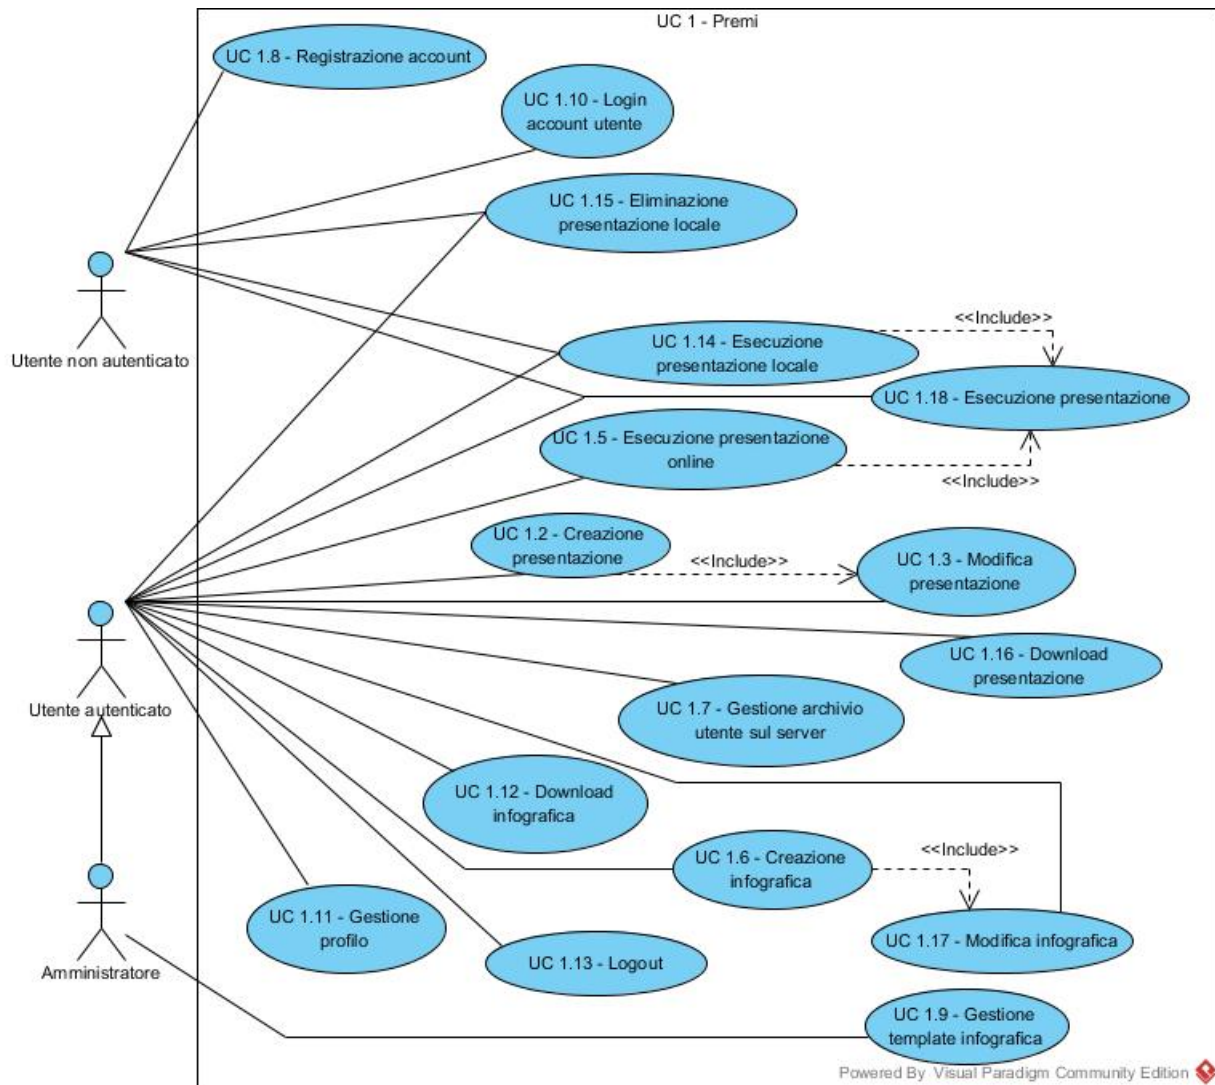 UC 1 - Premi
UC 1.8 - Registrazione account
UC 1.10 - Login
account utente
UC 1.15 - Eliminazione
presentazione locale
Utente non autenticato
<<Include>>
UC 1.14 - Esecuzione
presentazione locale
UC 1.18 - Esecuzione presentazione
UC 1.5 - Esecuzione presentazione
online
<<Include>>
UC 1.2 - Creazione
presentazione
<<Include>>
UC 1.3 - Modifica
presentazione
UC 1.16 - Download
presentazione
Utente autenticato
UC 1.7 - Gestione archivio
utente sul server
UC 1.12 - Download
infografica
UC 1.6 - Creazione
infografica
<<Include>>
UC 1.11 - Gestione
profilo
UC 1.17 - Modifica infografica
UC 1.13 - Logout
Amministratore
UC 1.9 - Gestione
template infografica
Powered By Visual Paradigm Community Edition